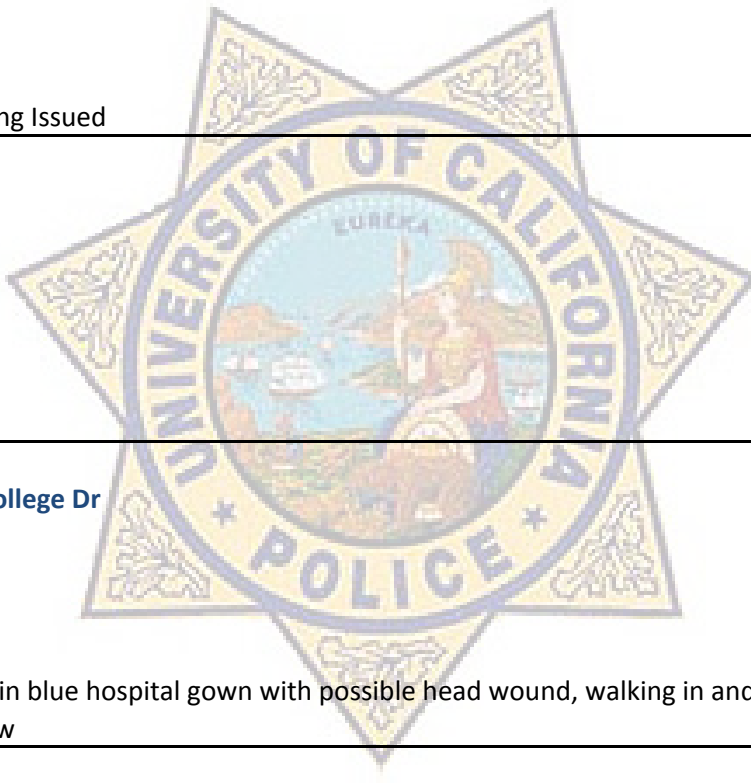 ng Issued
UNIVERSITY OF CALIFORNIA
EUREKA
ollege Dr
★ POLICE ★
in blue hospital gown with possible head wound, walking in and
w